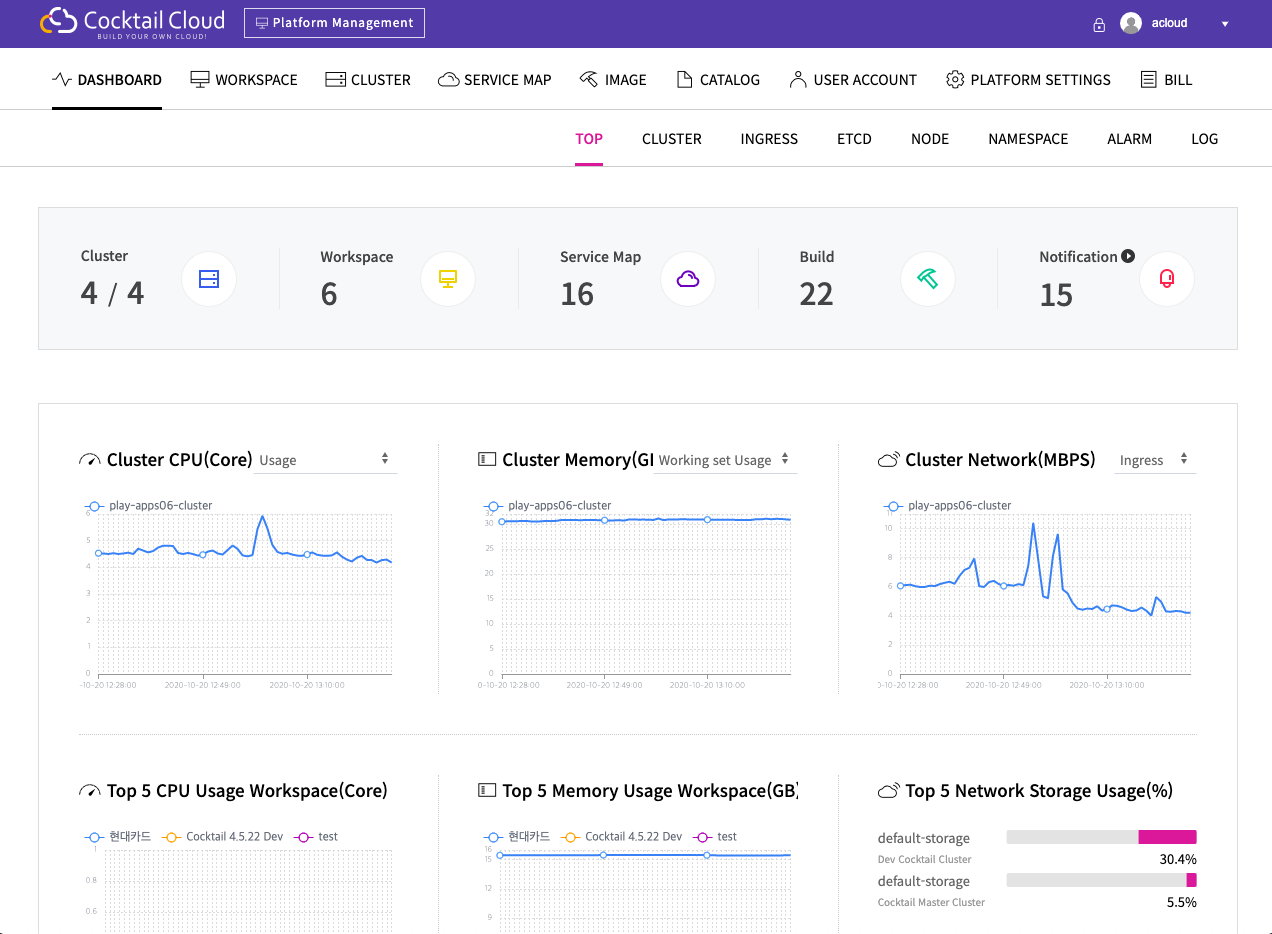 Cocktail Cloud
BUILD YOUR OWN CLOUD!
Platform Management
acloud
DASHBOARD WORKSPACE CLUSTER SERVICE MAP IMAGE CATALOG USER ACCOUNT PLATFORM SETTINGS BILL
TOP CLUSTER INGRESS ETCD NODE NAMESPACE ALARM LOG
Cluster
4 / 4
Workspace
6
Service Map
16
Build
22
Notification
15
Cluster CPU(Core) Usage
play-apps06-cluster
6
5
4
3
2
1
0
-10-20 12:28:00 2020-10-20 12:49:00 2020-10-20 13:10:00
Cluster Memory(GI Working set Usage
play-apps06-cluster
32
30
25
20
15
10
5
0
0-10-20 12:28:00 2020-10-20 12:49:00 2020-10-20 13:10:00
Cluster Network(MBPS) Ingress
play-apps06-cluster
11
10
8
6
4
2
0
0-10-20 12:28:00 2020-10-20 12:49:00 2020-10-20 13:10:00
Top 5 CPU Usage Workspace(Core)
현대카드 Cocktail 4.5.22 Dev test
1
0.8
0.6
Top 5 Memory Usage Workspace(GB)
현대카드 Cocktail 4.5.22 Dev test
16
15
12
9
Top 5 Network Storage Usage(%)
default-storage
Dev Cocktail Cluster 30.4%
default-storage
Cocktail Master Cluster 5.5%